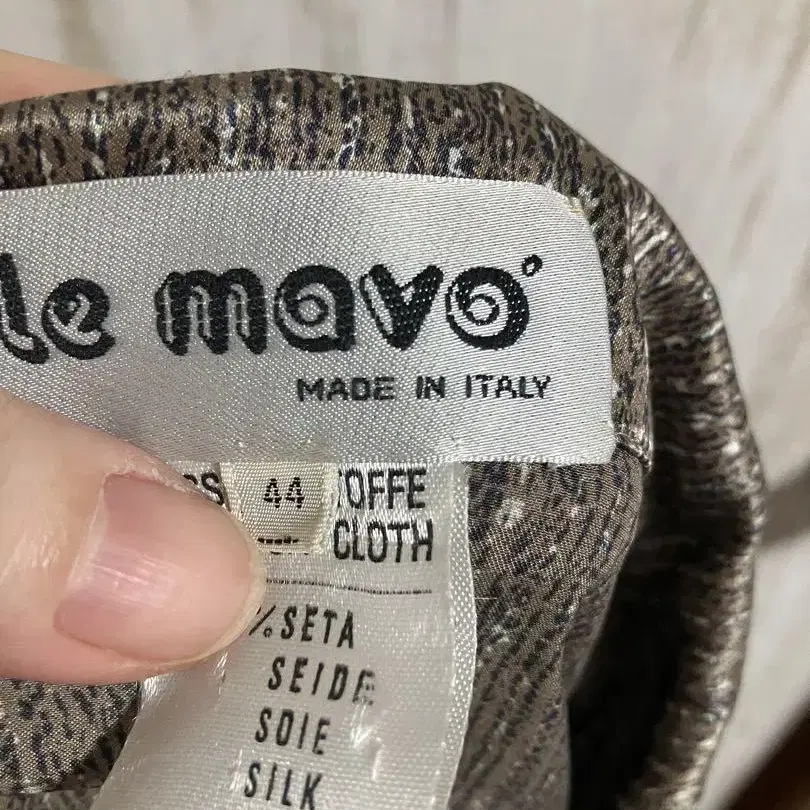 le mavo°
MADE IN ITALY
44 OFFE
CLOTH
% SETA
SEIDE
SOIE
SILK